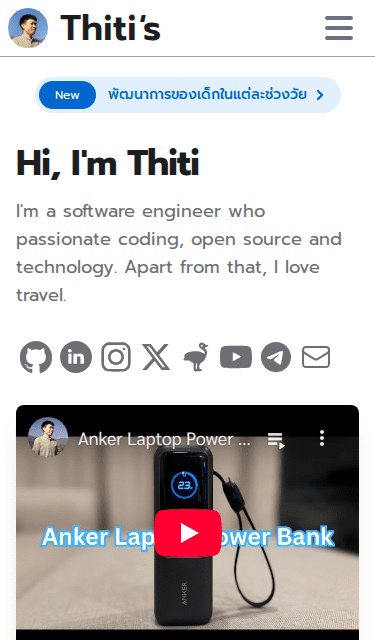 Thiti's
New
พัฒนาการของเด็กในแต่ละช่วงวัย
Hi, I'm Thiti
I'm a software engineer who
passionate coding, open source and
technology. Apart from that, I love
travel.
in
Anker Laptop Power ...
23
Anker Lap
ower Bank
ANKER